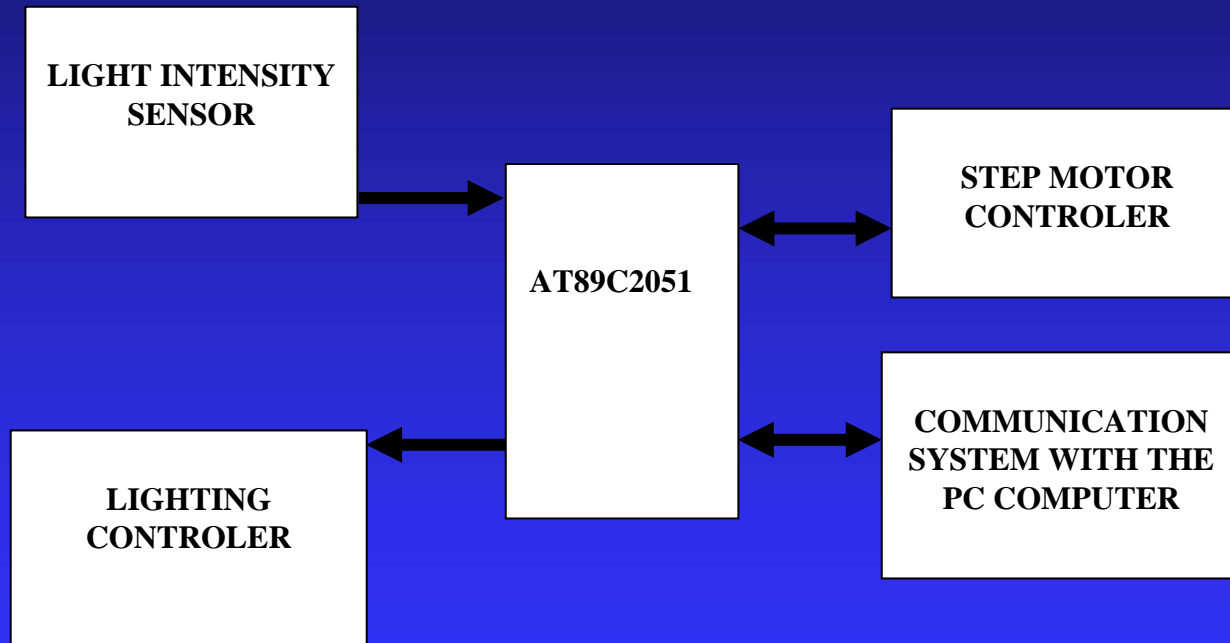 LIGHT INTENSITY
SENSOR
STEP MOTOR
CONTROLER
AT89C2051
COMMUNICATION
SYSTEM WITH THE
PC COMPUTER
LIGHTING
CONTROLER